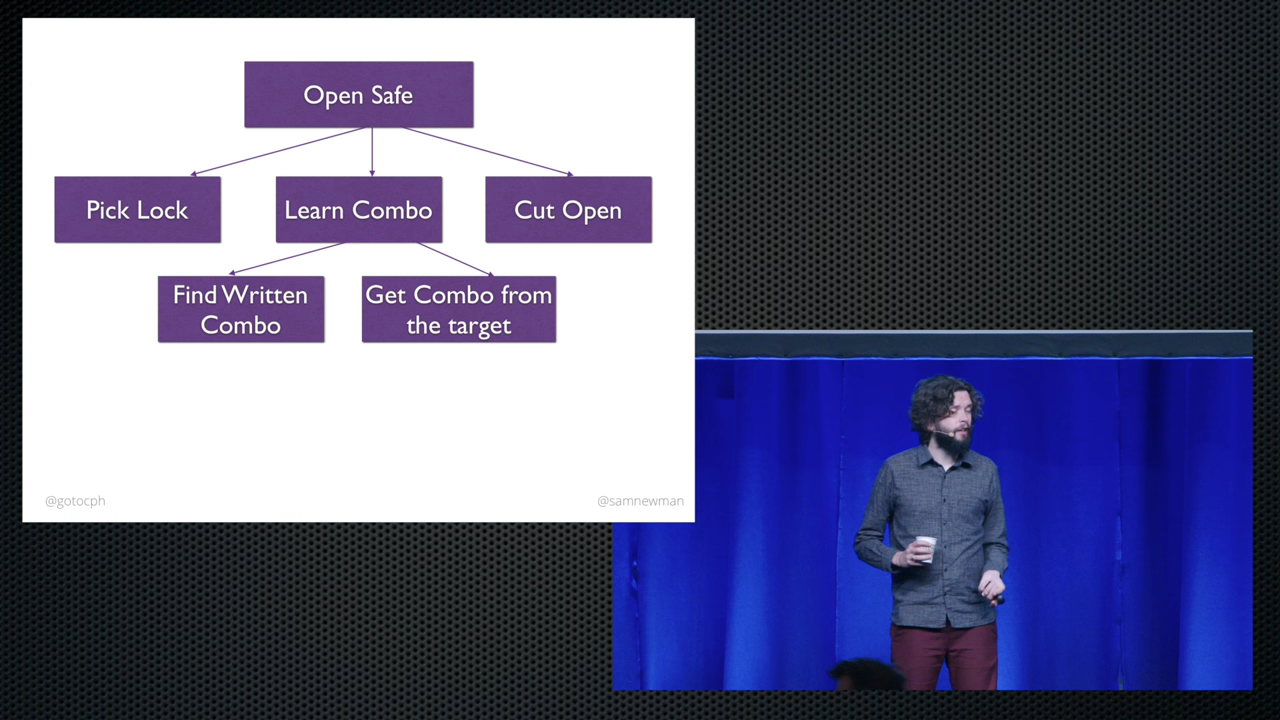 Open Safe
Pick Lock
Learn Combo
Cut Open
Find Written
Combo
Get Combo from
the target
@gotocph
@samnewman